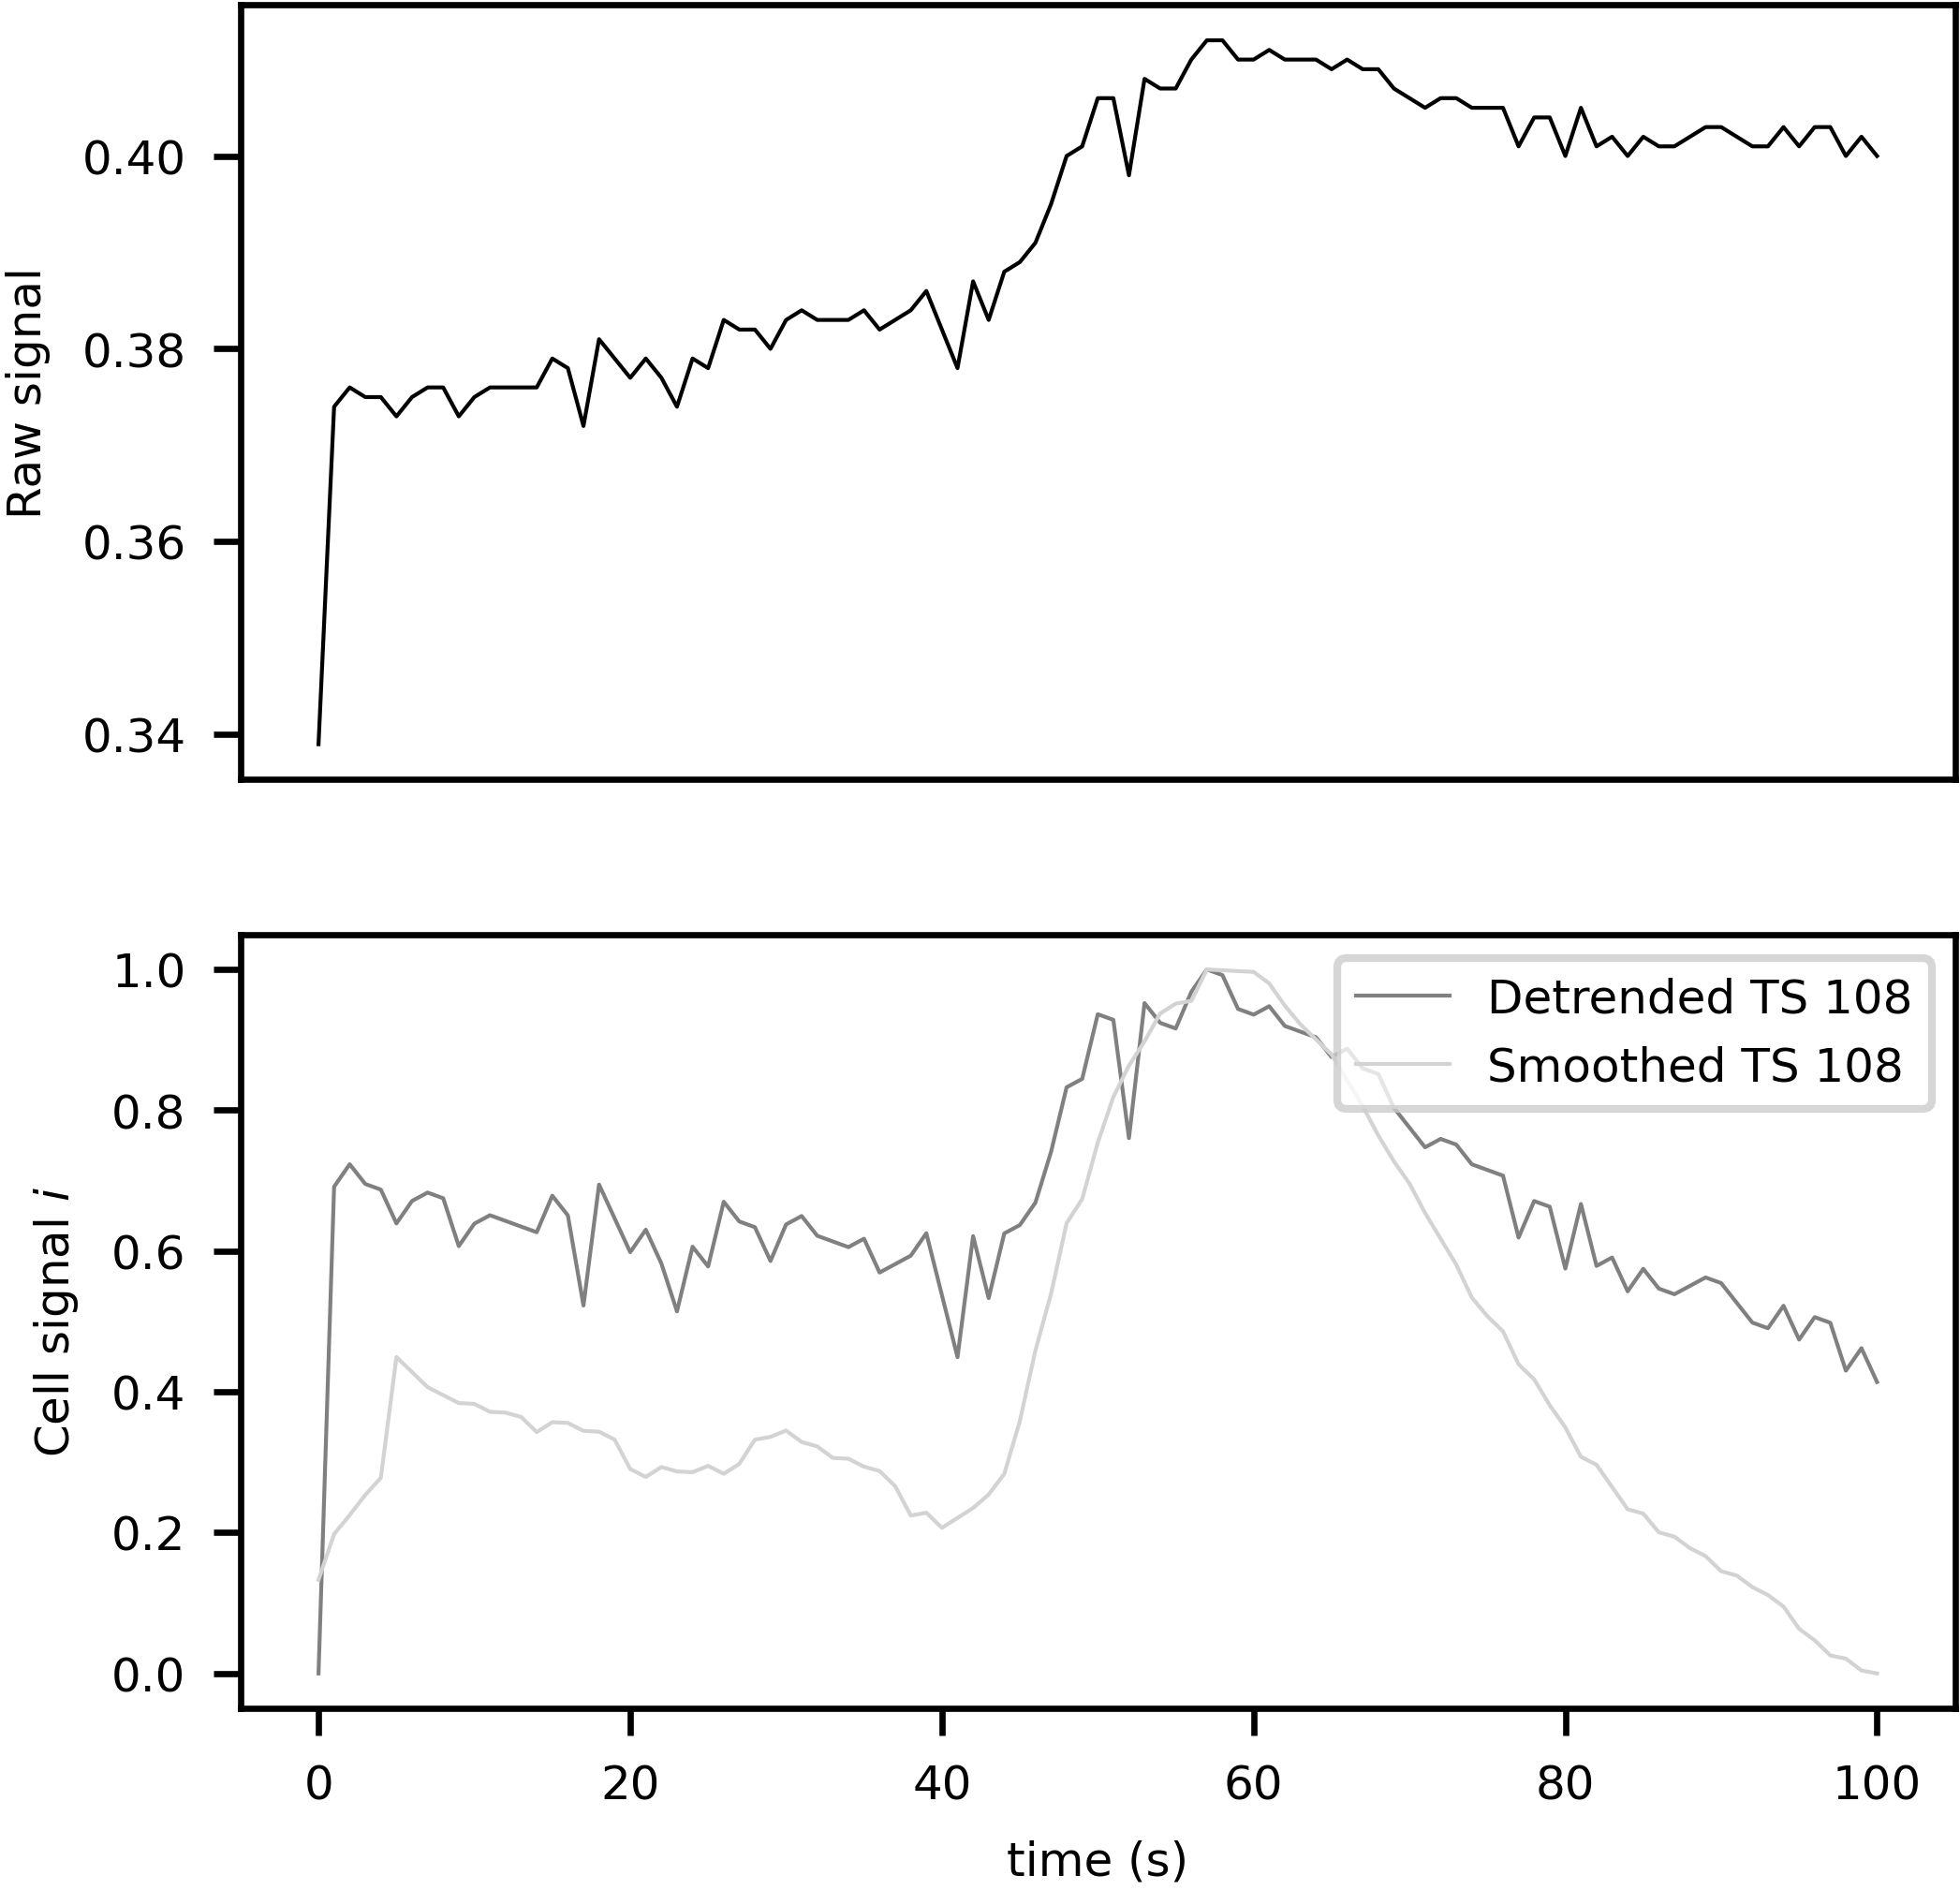 Raw signal
0.40
0.38
0.36
0.34
Cell signal i
1.0
0.8
0.6
0.4
0.2
0.0
Detrended TS 108
Smoothed TS 108
0 20 40 60 80 100
time (s)